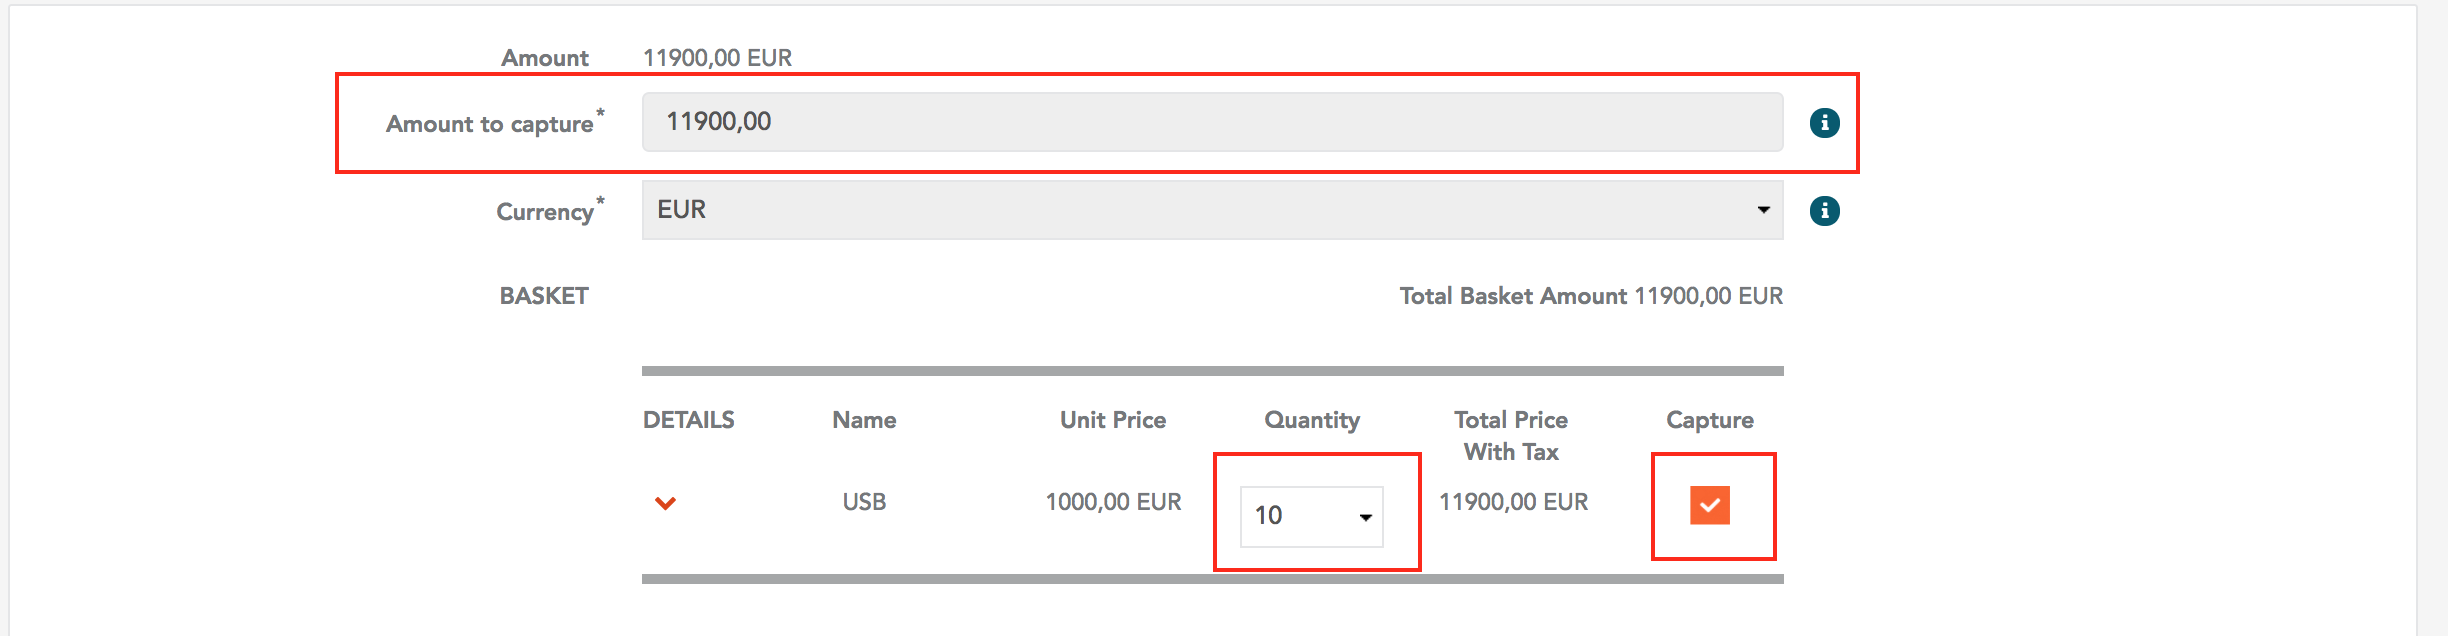 Amount 11900,00 EUR
Amount to capture* 11900,00
Currency* EUR
BASKET Total Basket Amount 11900,00 EUR
DETAILS Name Unit Price Quantity Total Price With Tax Capture
USB 1000,00 EUR 10 11900,00 EUR